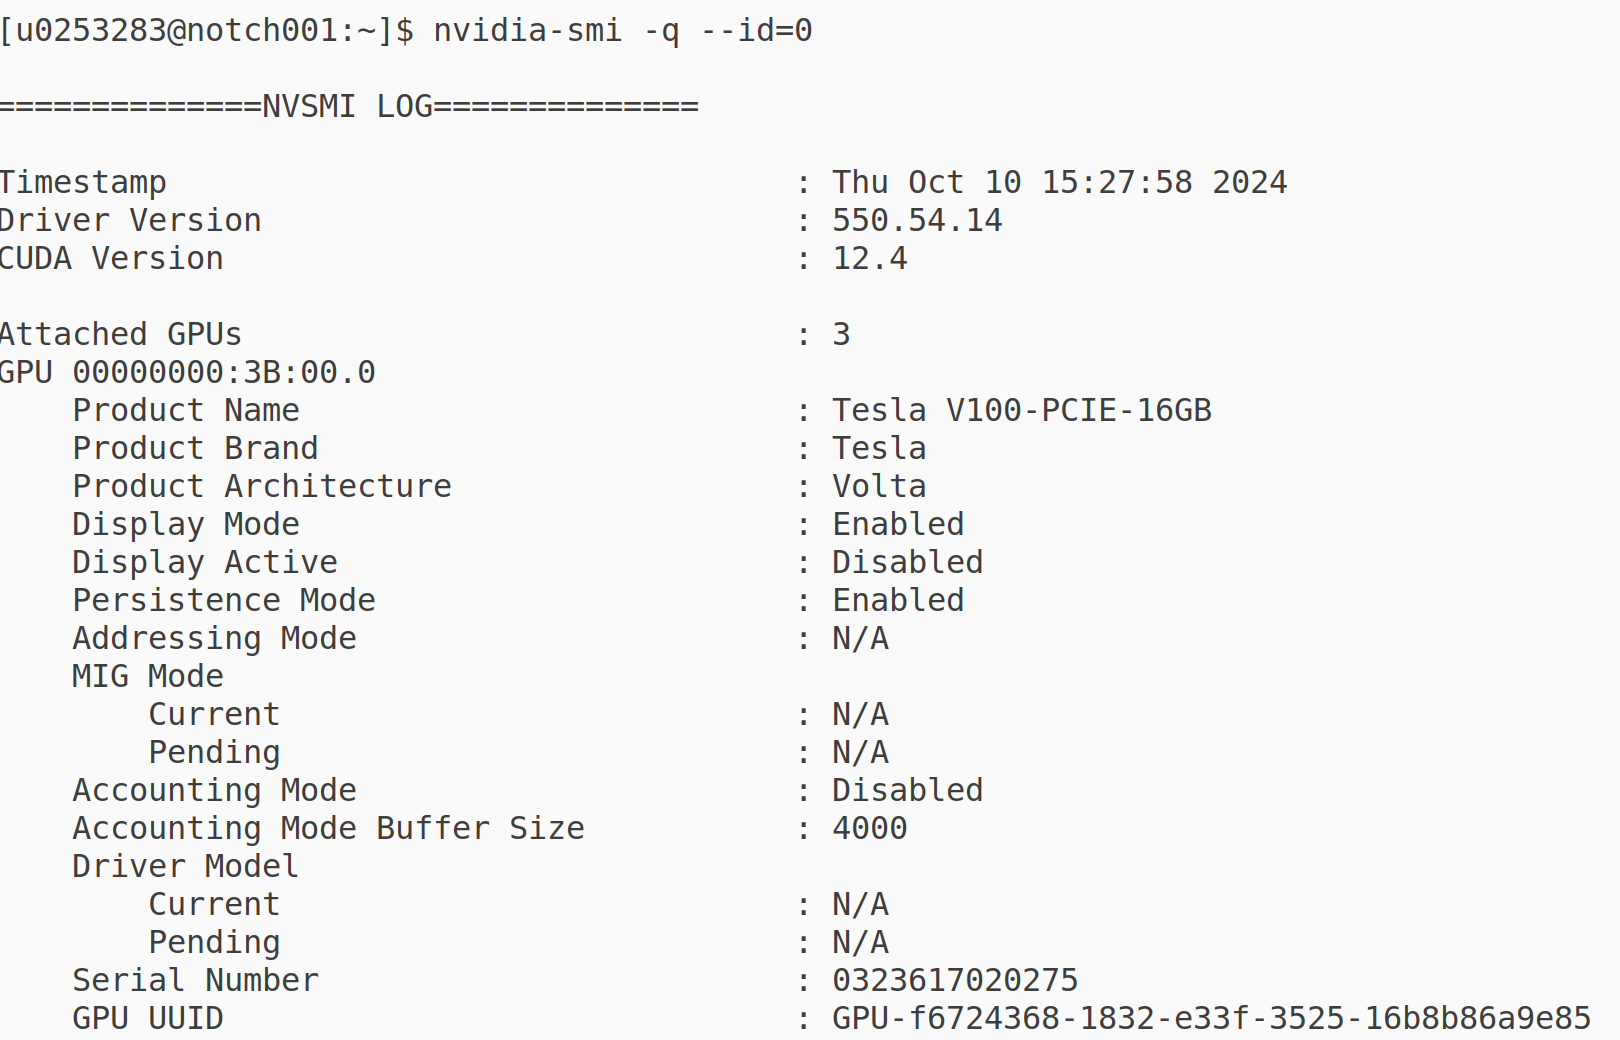 [u0253283@notch001:~]$ nvidia-smi -q --id=0
==============NVSMI LOG==============
Timestamp : Thu Oct 10 15:27:58 2024
Driver Version : 550.54.14
CUDA Version : 12.4
Attached GPUs : 3
GPU 00000000:3B:00.0
Product Name : Tesla V100-PCIE-16GB
Product Brand : Tesla
Product Architecture : Volta
Display Mode : Enabled
Display Active : Disabled
Persistence Mode : Enabled
Addressing Mode : N/A
MIG Mode
Current : N/A
Pending : N/A
Accounting Mode : Disabled
Accounting Mode Buffer Size : 4000
Driver Model
Current : N/A
Pending : N/A
Serial Number : 0323617020275
GPU UUID : GPU-f6724368-1832-e33f-3525-16b8b86a9e85